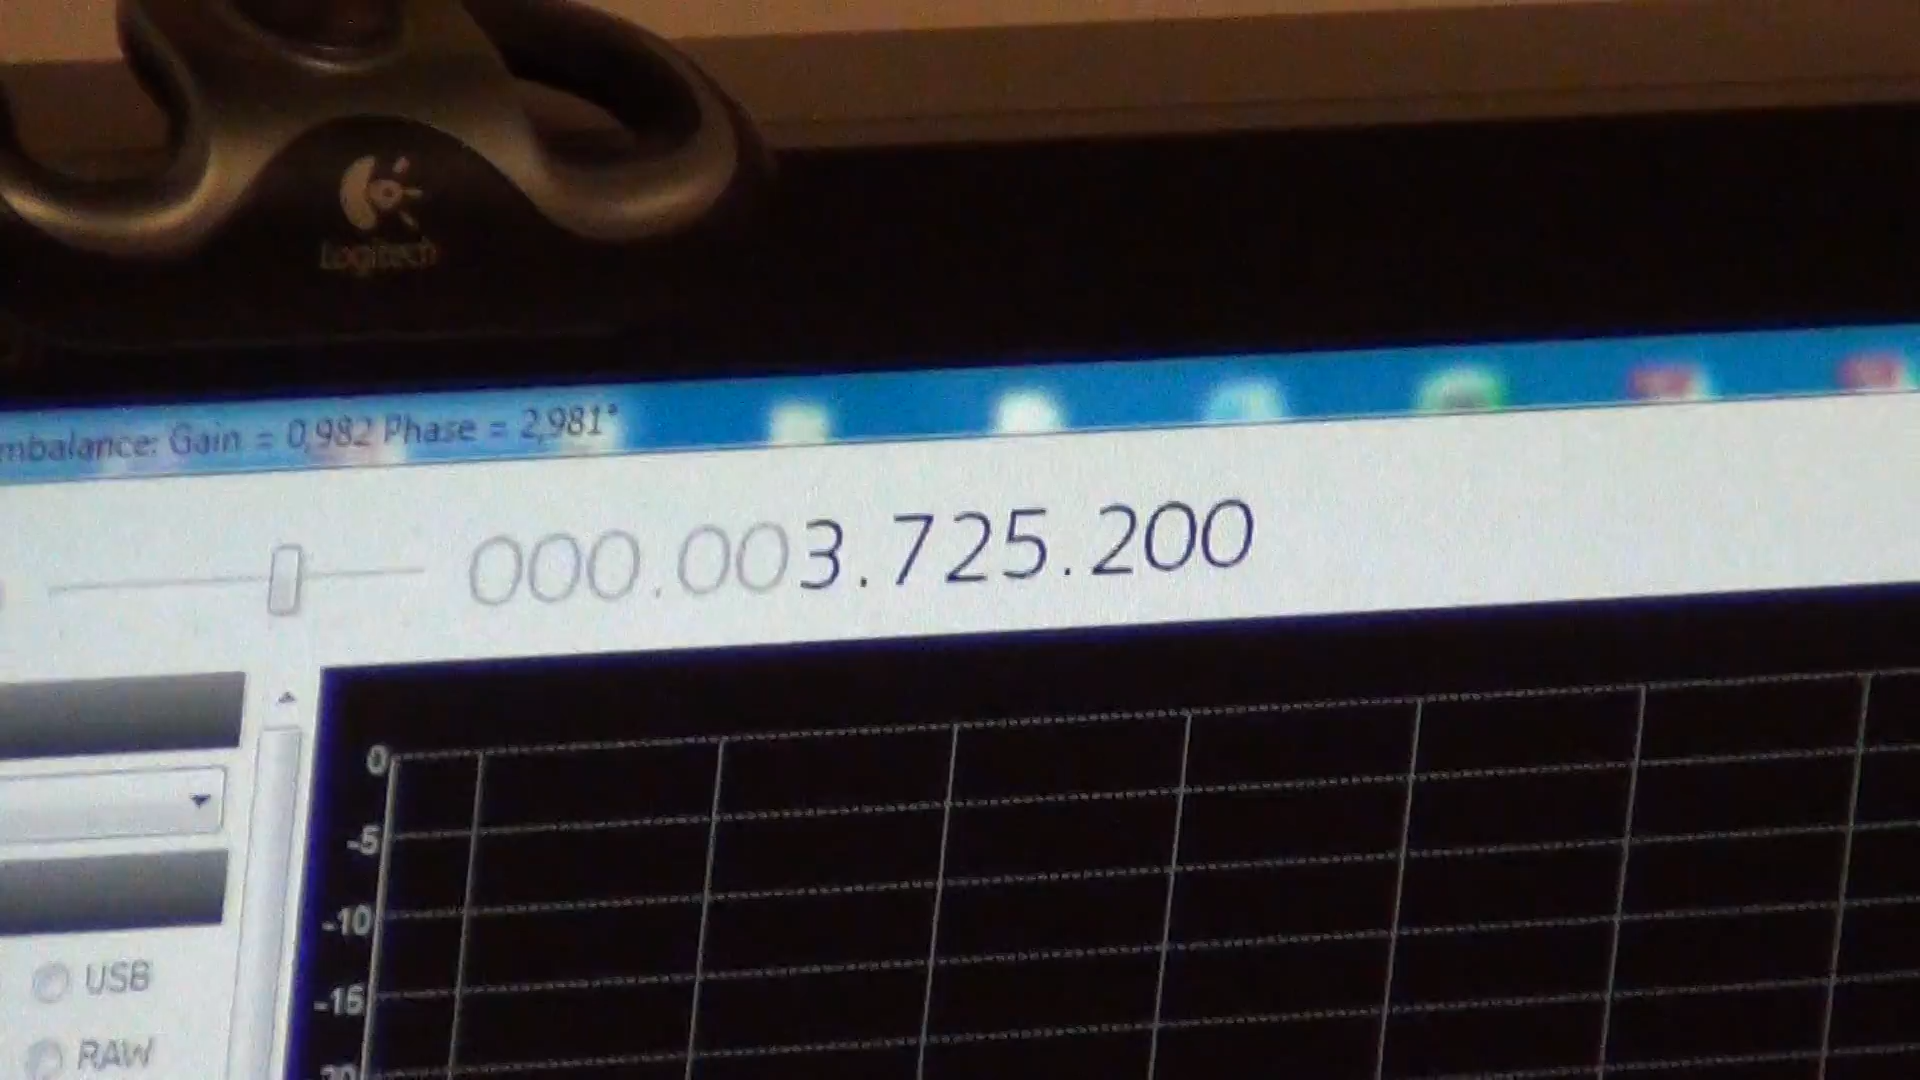 Logitech
mbalance: Gain = 0,982 Phase = 2,981°
000.003.725.200
0
-5
-10
-15
USB
RAW